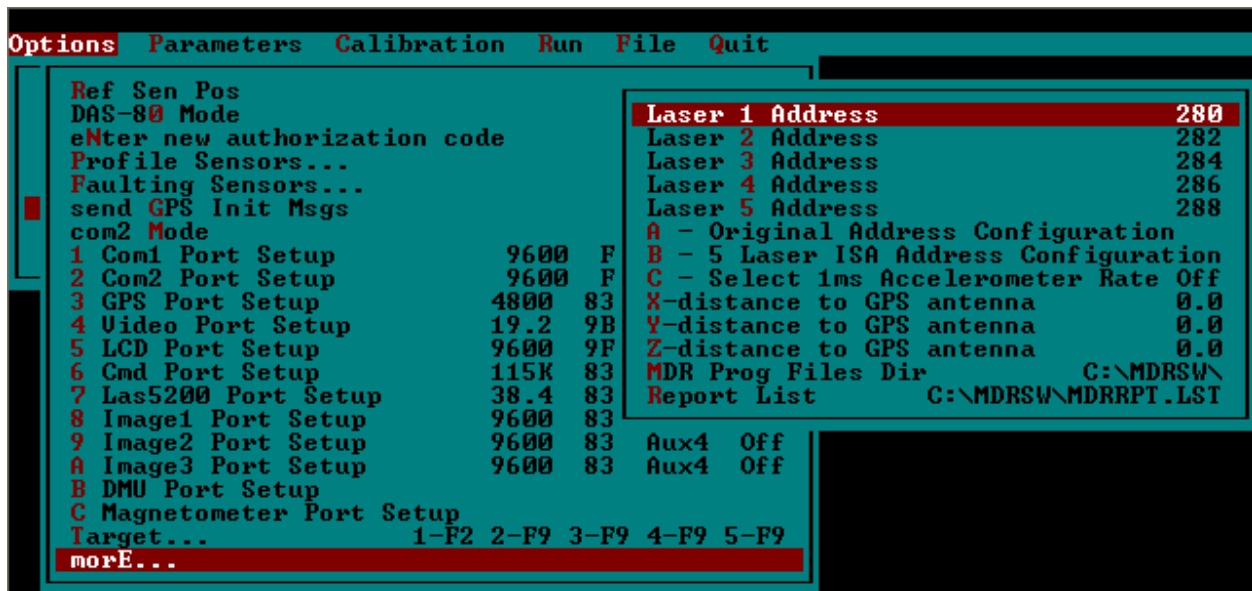 Options Parameters Calibration Run File Quit
Ref Sen Pos
DAS-80 Mode
eNter new authorization code
Profile Sensors...
Faulting Sensors...
send GPS Init Msgs
com2 Mode
1 Com1 Port Setup 9600 F
2 Com2 Port Setup 9600 F
3 GPS Port Setup 4800 83
4 Video Port Setup 19.2 9B
5 LCD Port Setup 9600 9F
6 Cmd Port Setup 115K 83
7 Las5200 Port Setup 38.4 83
8 Image1 Port Setup 9600 83
9 Image2 Port Setup 9600 83 Aux4 Off
A Image3 Port Setup 9600 83 Aux4 Off
B DMU Port Setup
C Magnetometer Port Setup
Target... 1-F2 2-F9 3-F9 4-F9 5-F9
morE...
Laser 1 Address 280
Laser 2 Address 282
Laser 3 Address 284
Laser 4 Address 286
Laser 5 Address 288
A - Original Address Configuration
B - 5 Laser ISA Address Configuration
C - Select 1ms Accelerometer Rate Off
X-distance to GPS antenna 0.0
Y-distance to GPS antenna 0.0
Z-distance to GPS antenna 0.0
MDR Prog Files Dir C:\MDRSW\
Report List C:\MDRSW\MDRRPT.LST